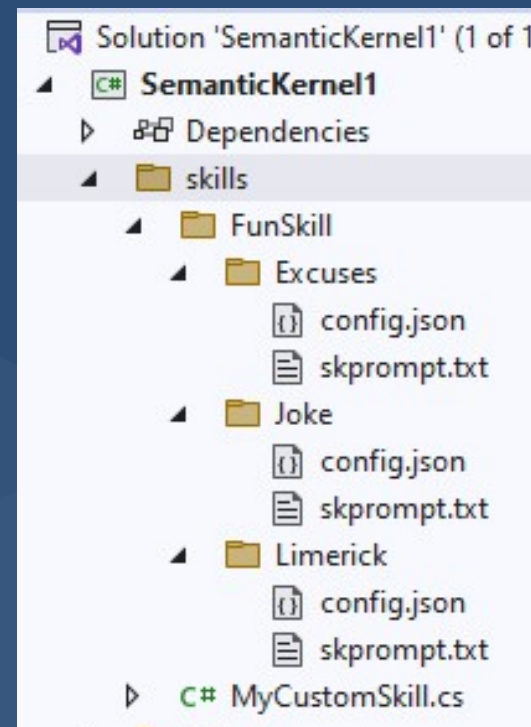 Solution 'SemanticKernel1' (1 of 1
C# SemanticKernel1
Dependencies
skills
FunSkill
Excuses
{} config.json
skprompt.txt
Joke
{} config.json
skprompt.txt
Limerick
{} config.json
skprompt.txt
C# MyCustomSkill.cs